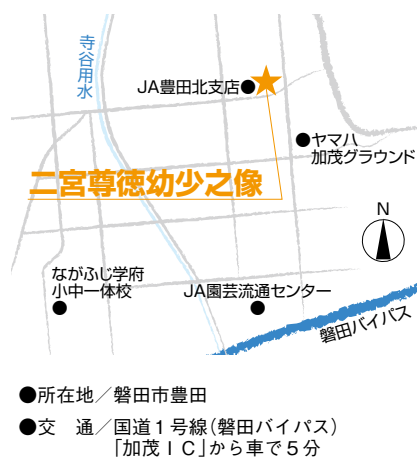 寺谷用水
JA豊田北支店●
●ヤマハ
加茂グラウンド
二宮尊徳幼少之像
N
ながふじ学府
小中一体校
JA園芸流通センター
磐田バイパス
●所在地／磐田市豊田
●交　通／国道1号線（磐田バイパス）
「加茂IC」から車で5分